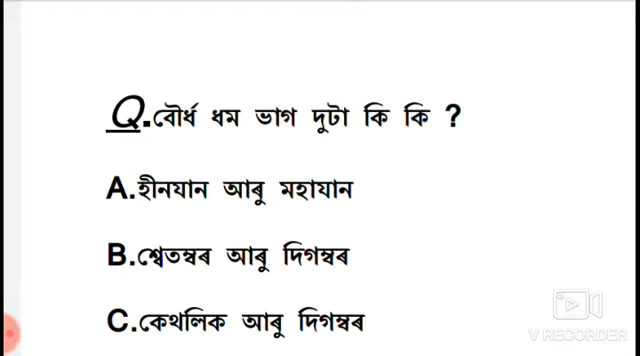 Q.বৌৰ্ধ ধম ভাগ দুটা কি কি ?
A.হীনযান আৰু মহাযান
B.শ্বেতম্বৰ আৰু দিগম্বৰ
C.কেথলিক আৰু দিগম্বৰ
V RECORDER